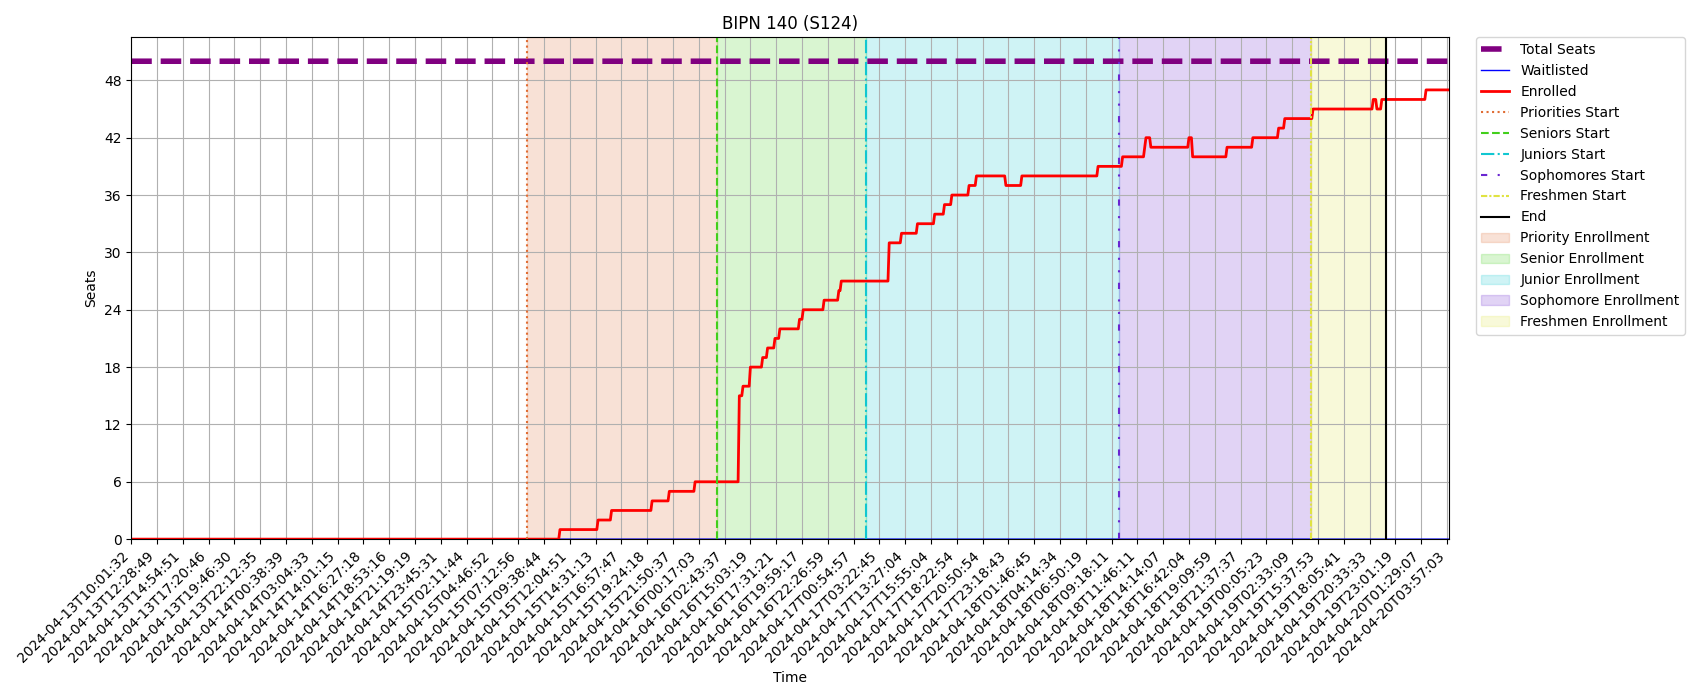 BIPN 140 (S124)
Seats
48
42
36
30
24
18
12
6
0
2024-04-13T10:01:32
2024-04-13T12:28:49
2024-04-13T14:54:51
2024-04-13T17:20:46
2024-04-13T19:46:30
2024-04-13T22:12:35
2024-04-14T00:38:39
2024-04-14T03:04:33
2024-04-14T14:01:15
2024-04-14T16:27:18
2024-04-14T18:53:16
2024-04-14T21:19:19
2024-04-14T23:45:31
2024-04-15T02:11:44
2024-04-15T04:46:52
2024-04-15T07:12:56
2024-04-15T09:38:44
2024-04-15T12:04:51
2024-04-15T14:31:13
2024-04-15T16:57:47
2024-04-15T19:24:18
2024-04-15T21:50:37
2024-04-16T00:17:03
2024-04-16T02:43:37
2024-04-16T15:03:19
2024-04-16T17:31:21
2024-04-16T19:59:17
2024-04-16T22:26:59
2024-04-17T00:54:57
2024-04-17T03:22:45
2024-04-17T13:27:04
2024-04-17T15:55:04
2024-04-17T18:22:54
2024-04-17T20:50:54
2024-04-17T23:18:43
2024-04-18T01:46:45
2024-04-18T04:14:34
2024-04-18T06:50:19
2024-04-18T09:18:11
2024-04-18T11:46:11
2024-04-18T14:14:07
2024-04-18T16:42:04
2024-04-18T19:09:59
2024-04-18T21:37:37
2024-04-19T00:05:23
2024-04-19T02:33:09
2024-04-19T15:37:53
2024-04-19T18:05:41
2024-04-19T20:33:33
2024-04-19T23:01:19
2024-04-20T01:29:07
2024-04-20T03:57:03
Time
Total Seats
Waitlisted
Enrolled
Priorities Start
Seniors Start
Juniors Start
Sophomores Start
Freshmen Start
End
Priority Enrollment
Senior Enrollment
Junior Enrollment
Sophomore Enrollment
Freshmen Enrollment